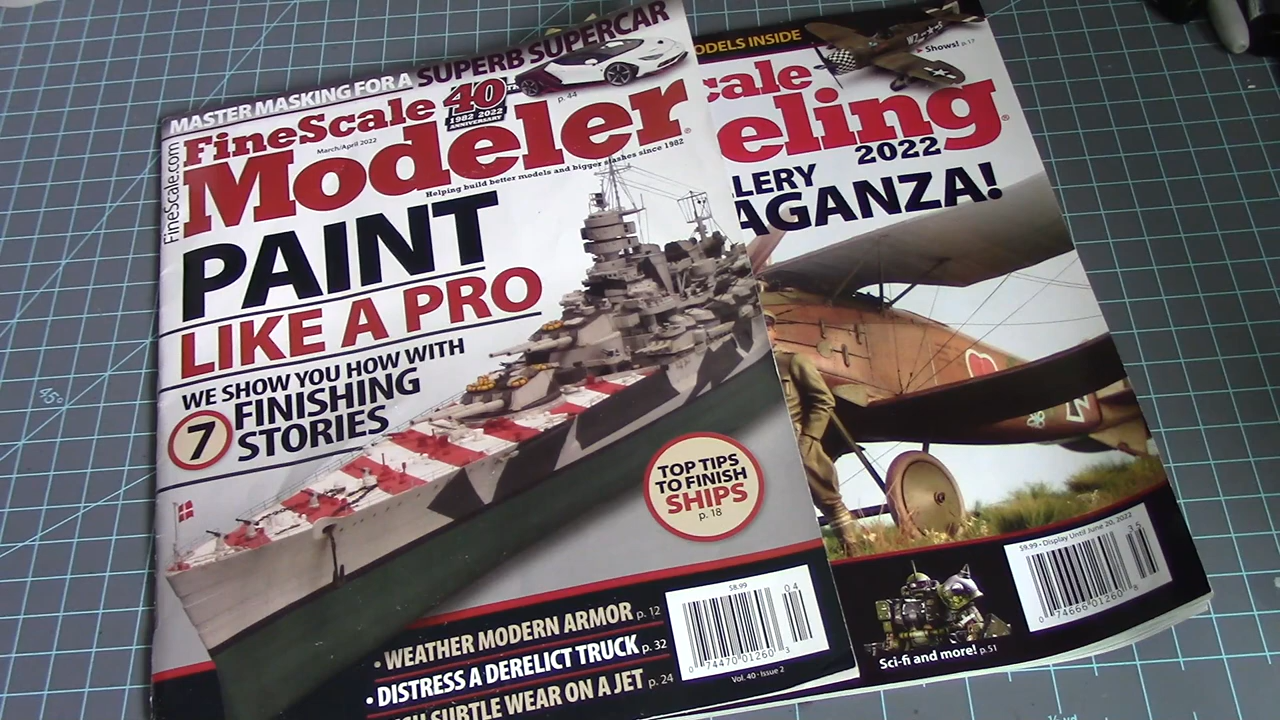 MASTER MASKING FOR A SUPERB SUPERCAR
p. 44
FineScale.com
FineScale
40
1982 2022
ANNIVERSARY
March/April 2022
Modeler®
Helping build better models and bigger stashes since 1982
PAINT
LIKE A PRO
WE SHOW YOU HOW WITH
7 FINISHING
STORIES
TOP TIPS
TO FINISH
SHIPS
p. 18
• WEATHER MODERN ARMOR p. 12
• DISTRESS A DERELICT TRUCK p. 32
SUBTLE WEAR ON A JET p. 24
$8.99
04
0 74470 01260 3
Vol. 40 • Issue 2
ODELS INSIDE
Shows! p.17
cale
eling®
2022
LERY
AGANZA!
$9.99 • Display Until June 20, 2022
0 74666 01260 8
Sci-fi and more! p.51